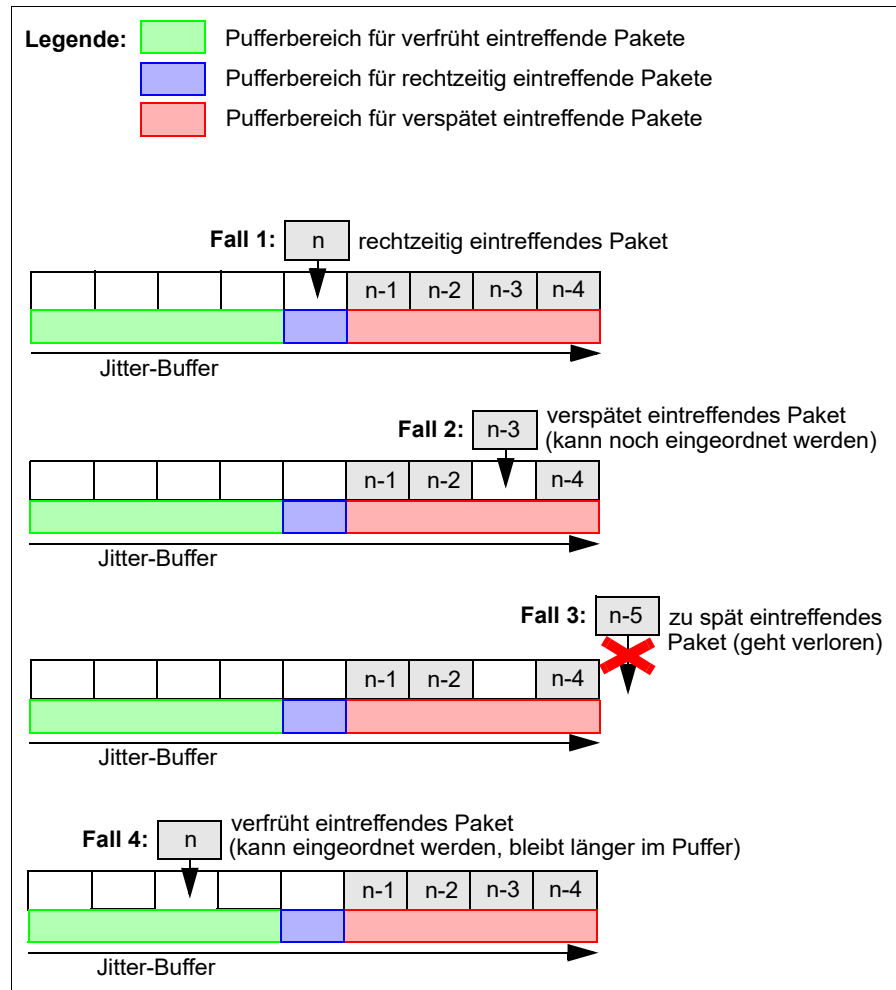 Legende: Pufferbereich für verfrüht eintreffende Pakete
Pufferbereich für rechtzeitig eintreffende Pakete
Pufferbereich für verspätet eintreffende Pakete
Fall 1: n rechtzeitig eintreffendes Paket
n-1 n-2 n-3 n-4
Jitter-Buffer
Fall 2: n-3 verspätet eintreffendes Paket
(kann noch eingeordnet werden)
n-1 n-2 n-4
Jitter-Buffer
Fall 3: n-5 zu spät eintreffendes
Paket (geht verloren)
n-1 n-2 n-4
Jitter-Buffer
Fall 4: n verfrüht eintreffendes Paket
(kann eingeordnet werden, bleibt länger im Puffer)
n-1 n-2 n-3 n-4
Jitter-Buffer